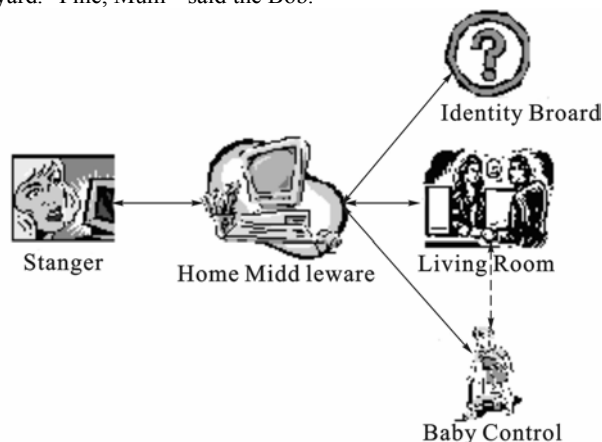 yard. "Fine, Mum" said the Bob.
?
Identity Broard
Stanger
Home Midd leware
Living Room
Baby Control